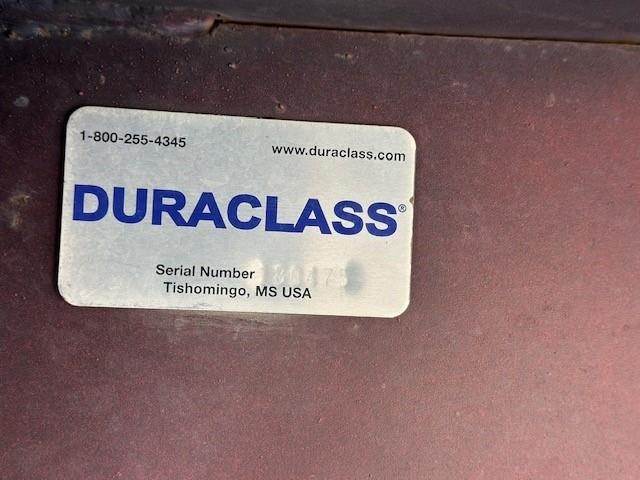 1-800-255-4345
www.duraclass.com
DURACLASS®
Serial Number
Tishomingo, MS USA